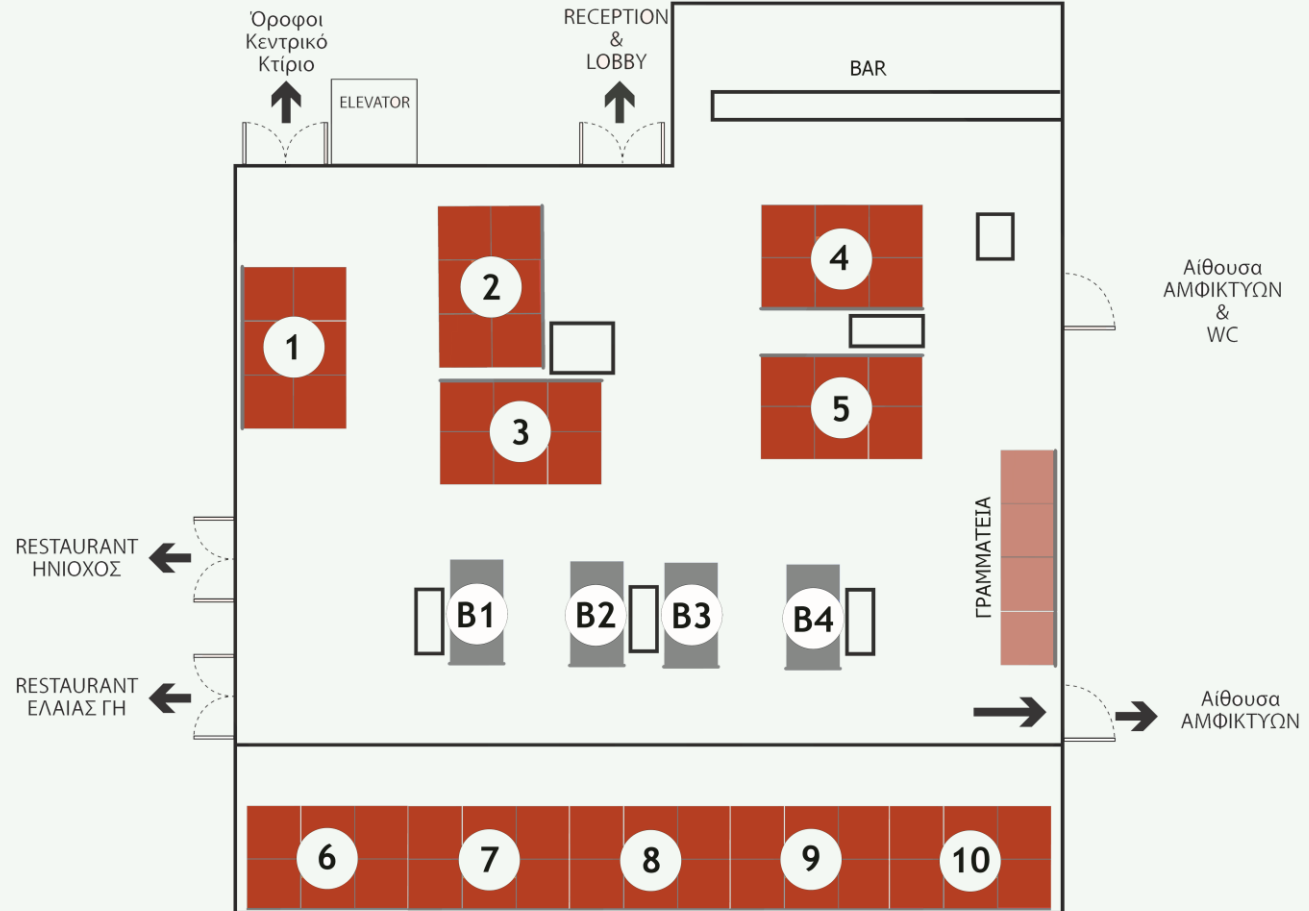 Όροφοι
Κεντρικό
Κτίριο
ELEVATOR
RECEPTION
&
LOBBY
BAR
1
2
3
4
5
Αίθουσα
ΑΜΦΙΚΤΥΩΝ
&
WC
RESTAURANT
ΗΝΙΟΧΟΣ
RESTAURANT
ΕΛΑΙΑΣ ΓΗ
B1
B2
B3
B4
ΓΡΑΜΜΑΤΕΙΑ
Αίθουσα
ΑΜΦΙΚΤΥΩΝ
6
7
8
9
10